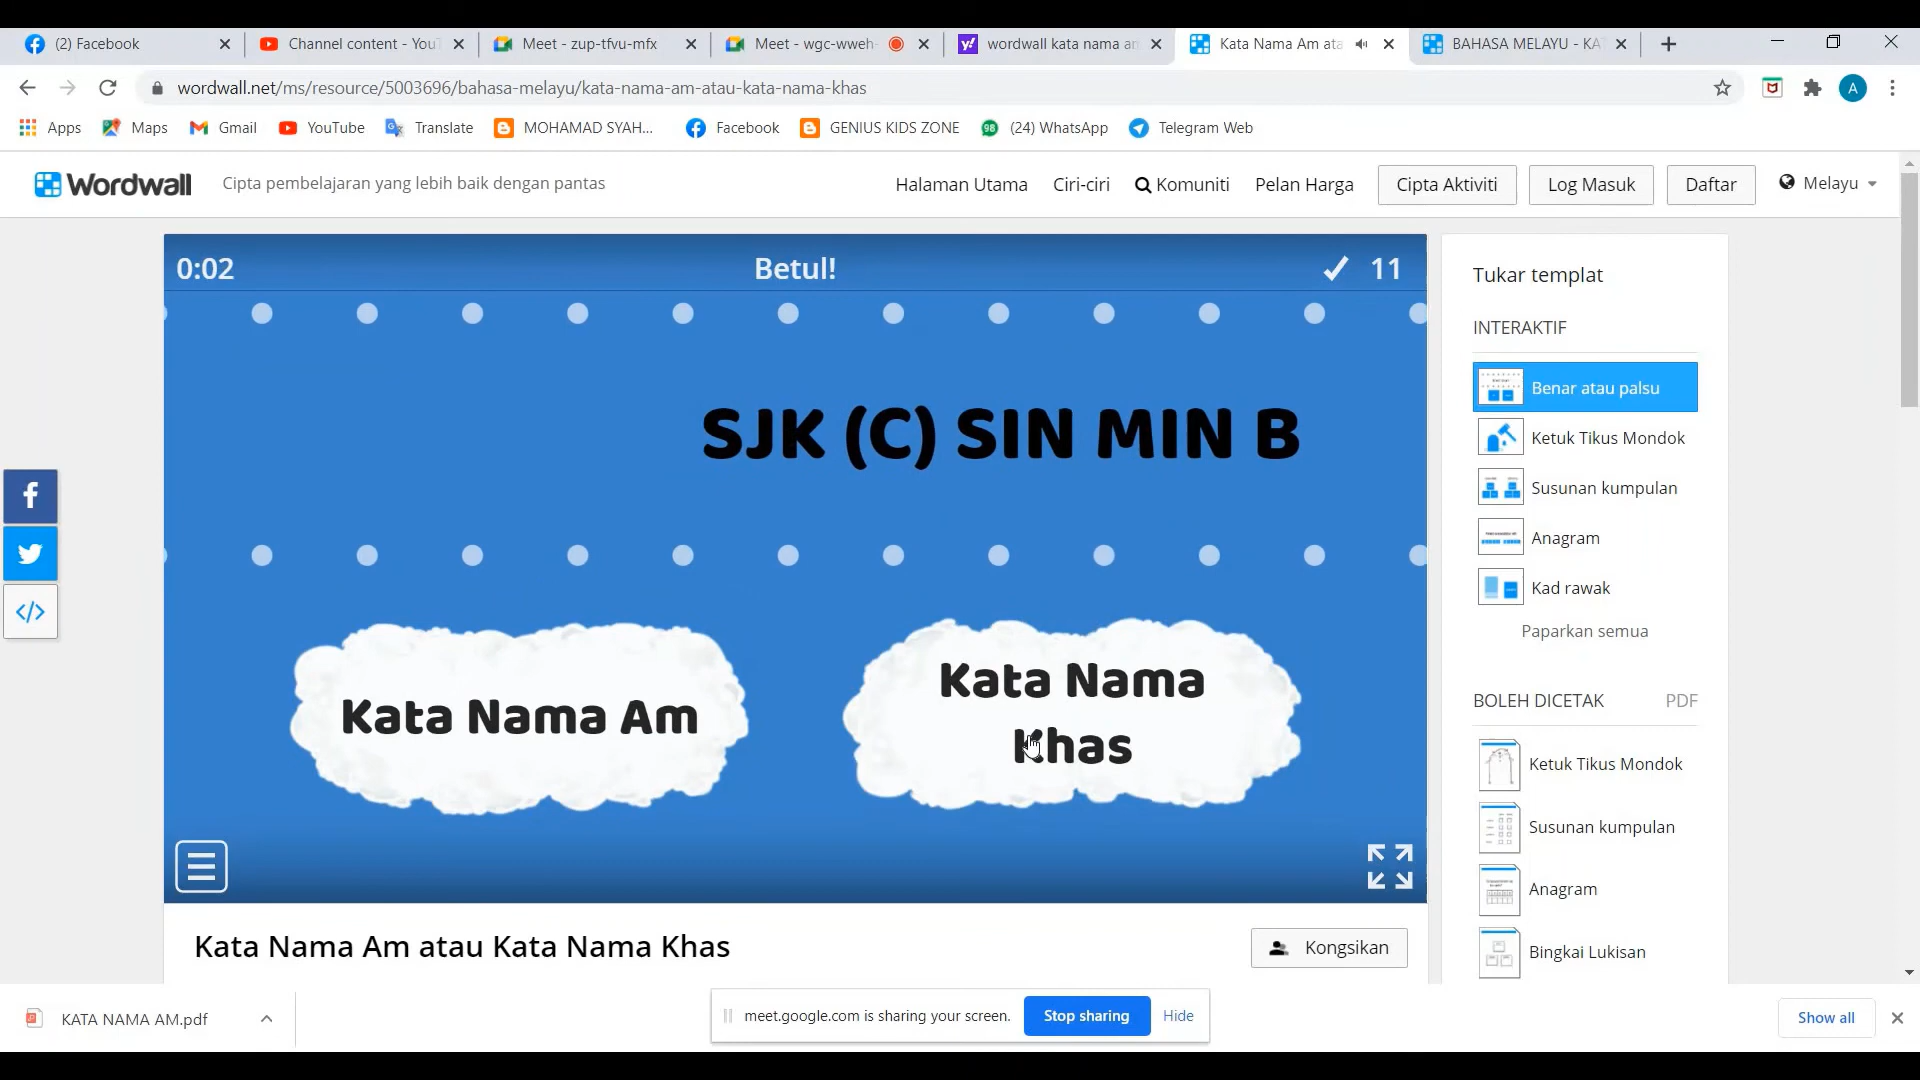 (2) Facebook
Channel content - YouT
Meet - zup-tfvu-mfx
Meet - wgc-wweh-
wordwall kata nama am
Kata Nama Am ata
BAHASA MELAYU - KAT
wordwall.net/ms/resource/5003696/bahasa-melayu/kata-nama-am-atau-kata-nama-khas
A
Apps
Maps
Gmail
YouTube
Translate
MOHAMAD SYAH...
Facebook
GENIUS KIDS ZONE
98
(24) WhatsApp
Telegram Web
Wordwall
Cipta pembelajaran yang lebih baik dengan pantas
Halaman Utama
Ciri-ciri
Komuniti
Pelan Harga
Cipta Aktiviti
Log Masuk
Daftar
Melayu
0:02
Betul!
11
SJK (C) SIN MIN B
Kata Nama Am
Kata Nama
Khas
Tukar templat
INTERAKTIF
Benar atau palsu
Ketuk Tikus Mondok
Susunan kumpulan
Anagram
Kad rawak
Paparkan semua
BOLEH DICETAK
PDF
Ketuk Tikus Mondok
Susunan kumpulan
Anagram
Bingkai Lukisan
Kata Nama Am atau Kata Nama Khas
Kongsikan
KATA NAMA AM.pdf
meet.google.com is sharing your screen.
Stop sharing
Hide
Show all